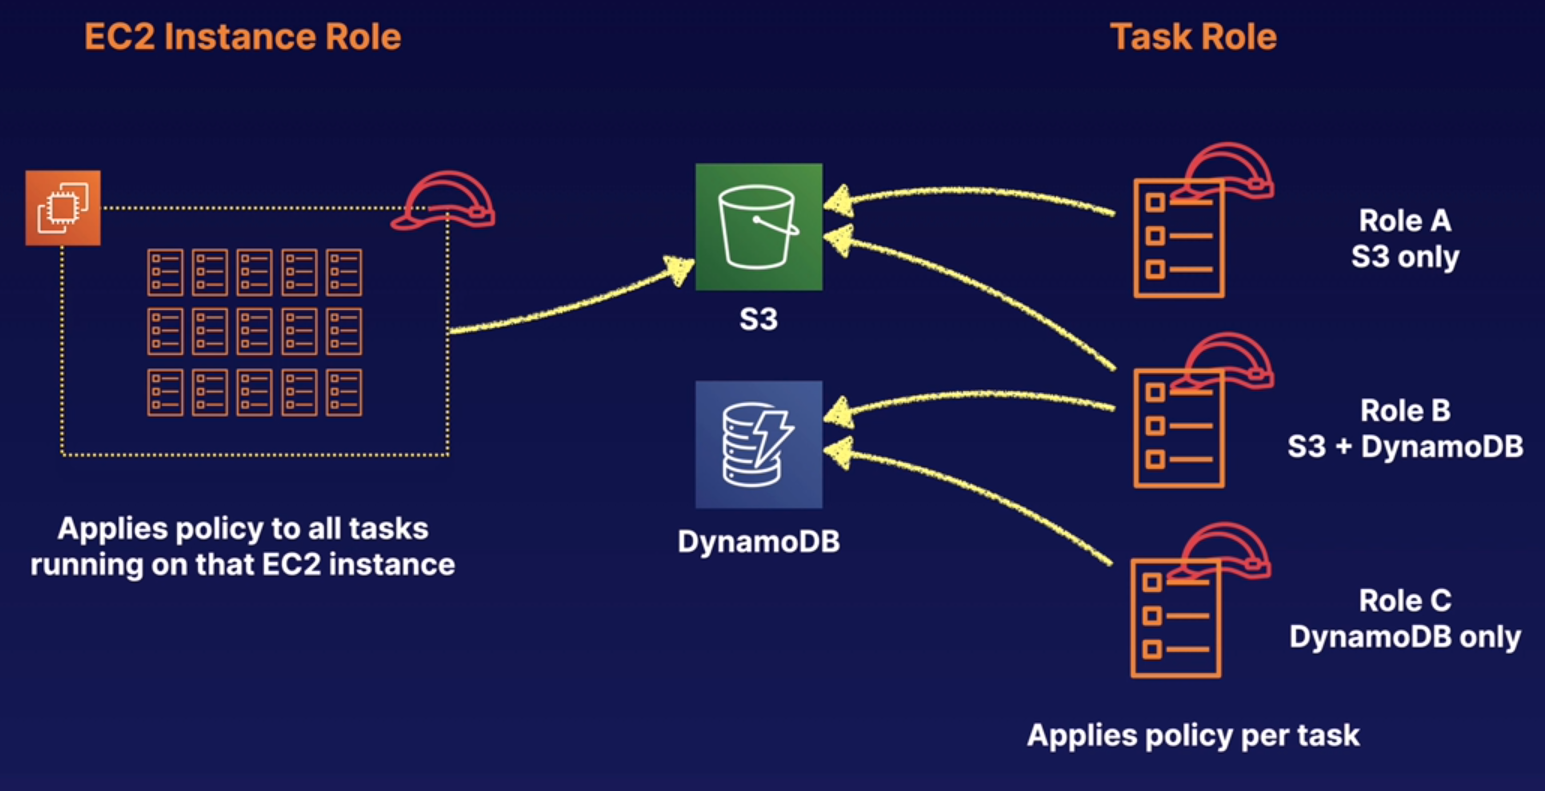 EC2 Instance Role
Task Role
S3
DynamoDB
Applies policy to all tasks
running on that EC2 instance
Role A
S3 only
Role B
S3 + DynamoDB
Role C
DynamoDB only
Applies policy per task